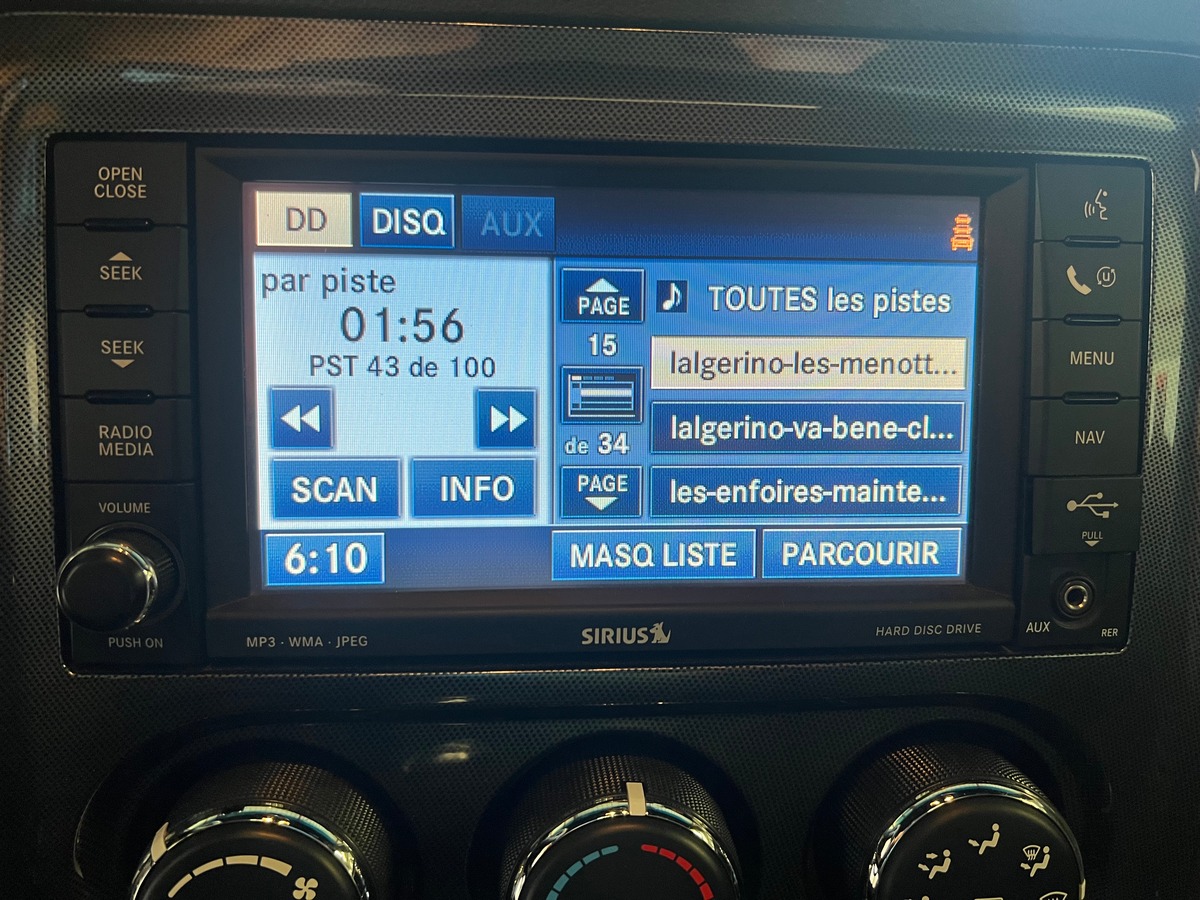 OPEN
CLOSE
SEEK
SEEK
RADIO
MEDIA
VOLUME
PUSH ON
DD
DISQ
AUX
par piste
01:56
PST 43 de 100
SCAN
INFO
PAGE
15
de 34
PAGE
TOUTES les pistes
lalgerino-les-menott...
lalgerino-va-bene-cl...
les-enfoires-mainte...
6:10
MASQ LISTE
PARCOURIR
MP3 · WMA · JPEG
SIRIUS
HARD DISC DRIVE
U
MENU
NAV
PULL
AUX
RER